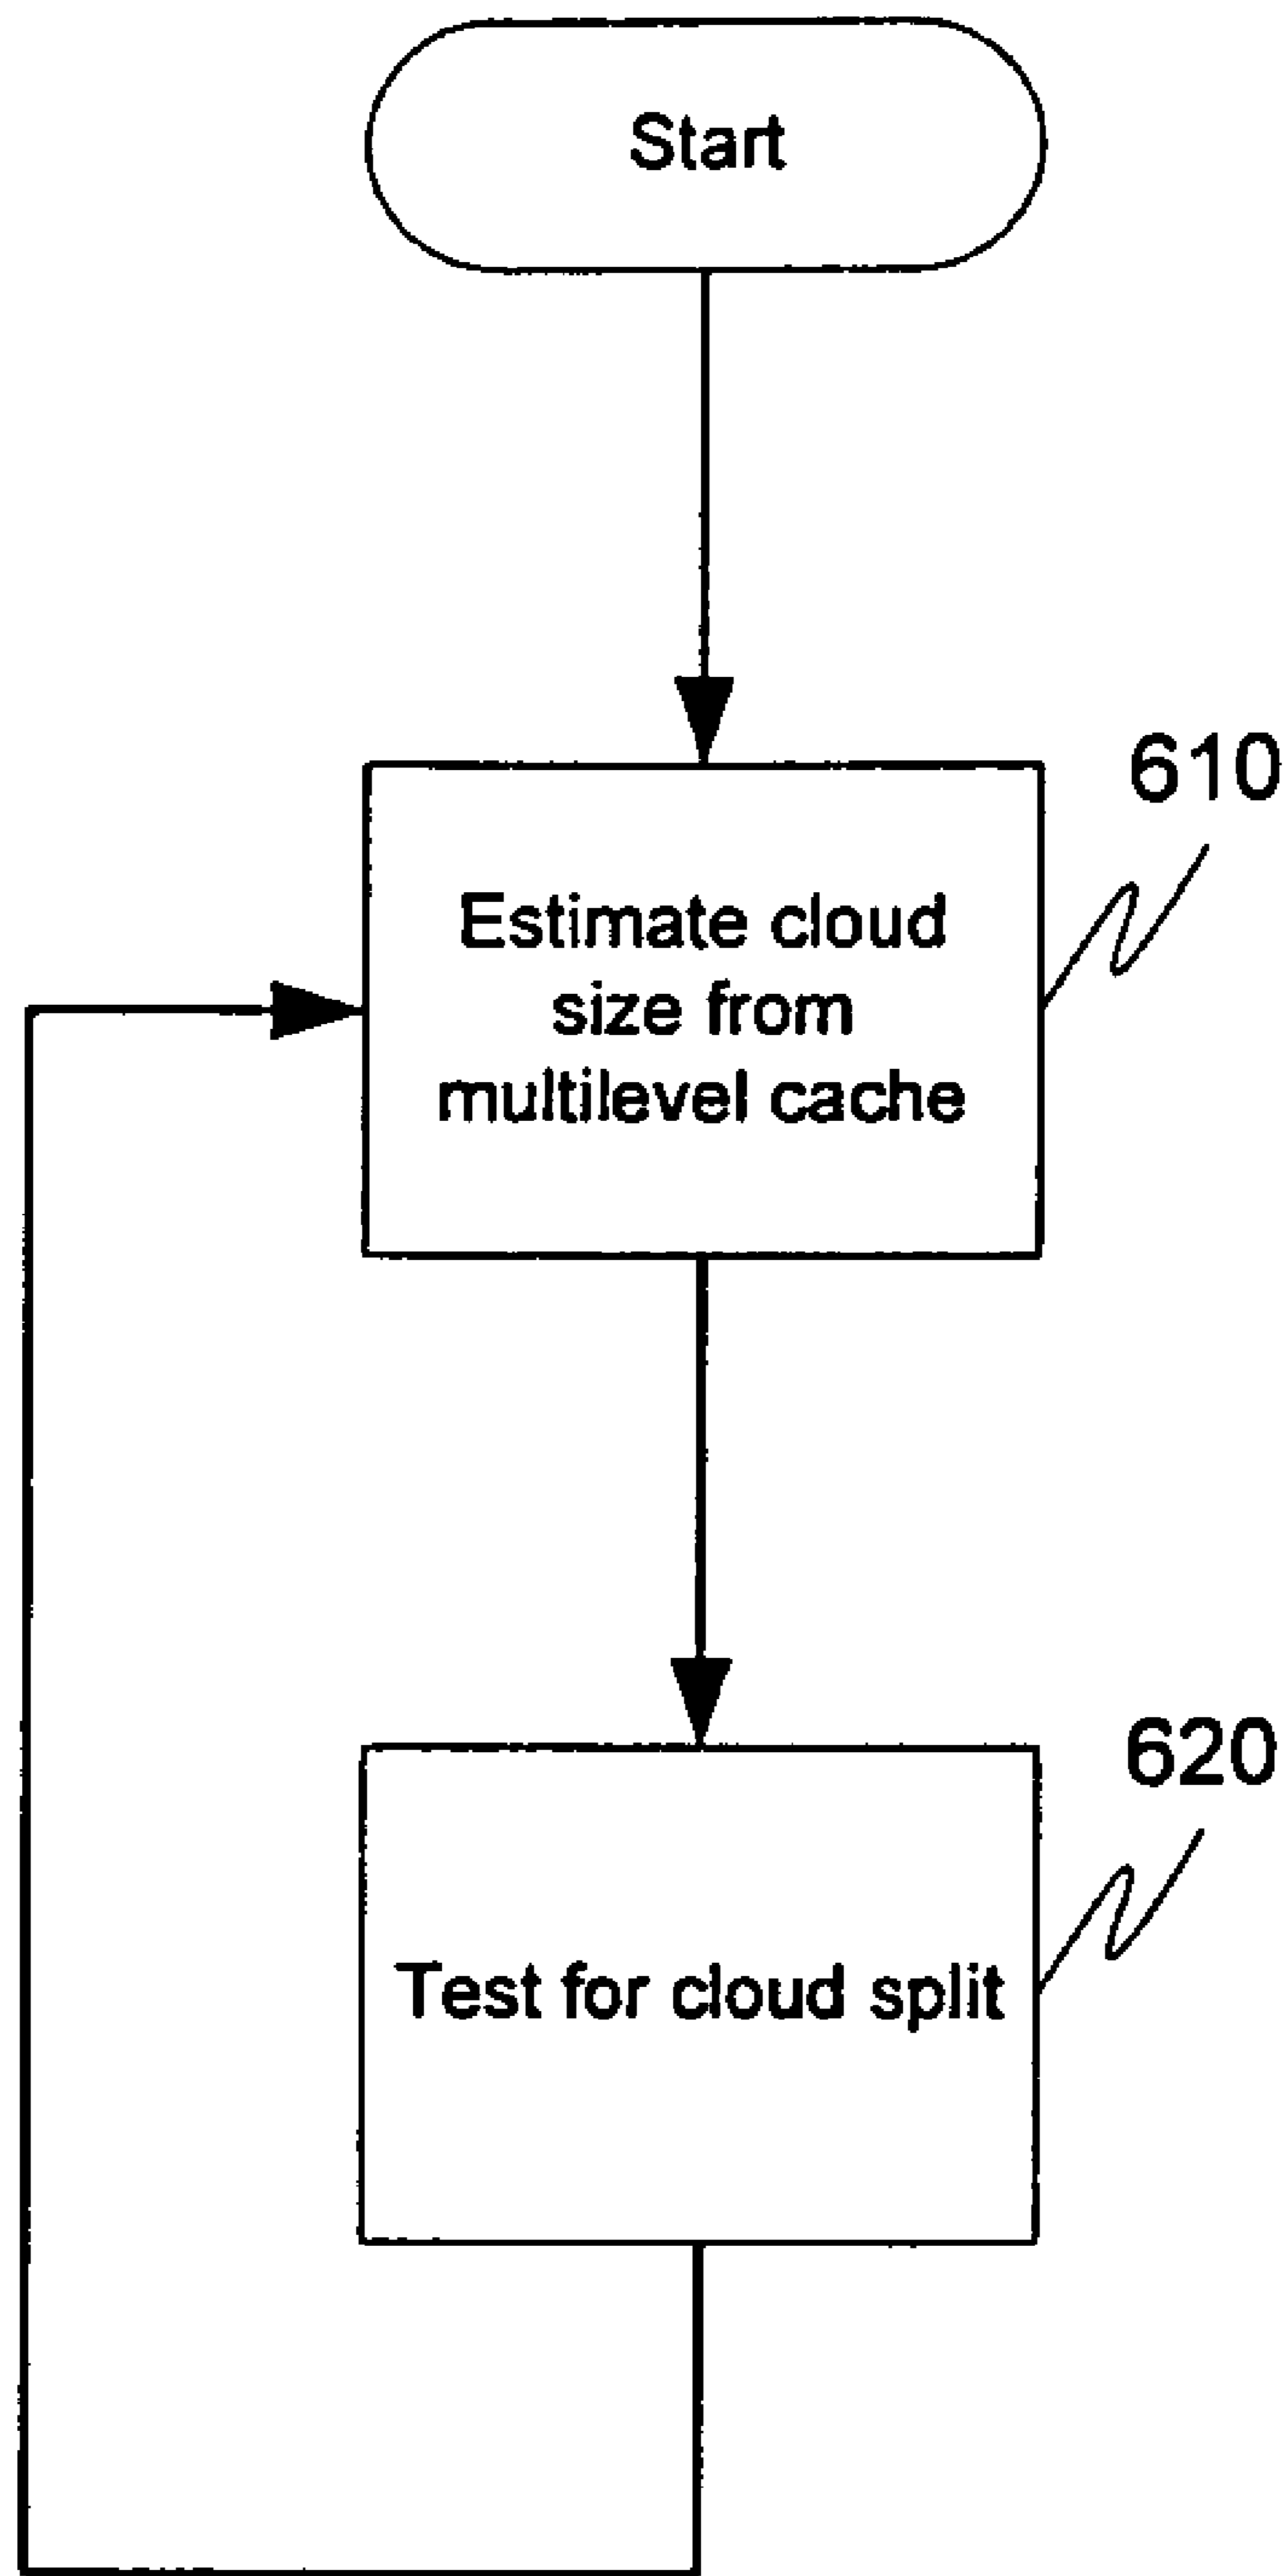 Start
610
Estimate cloud
size from
multilevel cache
620
Test for cloud split